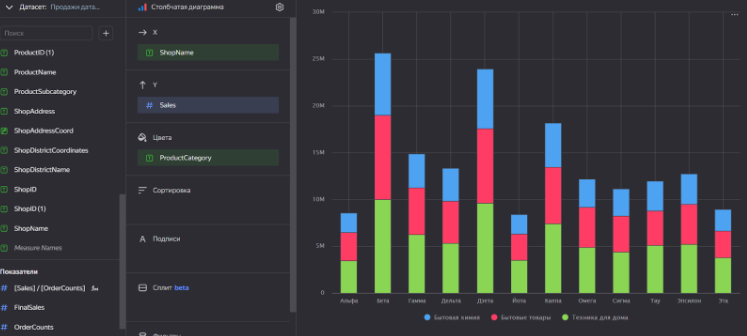 Датасет: Продажи дата...
Поиск
+
ProductID (1)
ProductName
ProductSubcategory
ShopAddress
ShopAddressCoord
ShopDistrictCoordinates
ShopDistrictName
ShopID
ShopID (1)
ShopName
Measure Names
Показатели
[Sales] / [OrderCounts]
FinalSales
OrderCounts
Столбчатая диаграмма
X
ShopName
Y
Sales
Цвета
ProductCategory
Сортировка
Подписи
Сплит beta
30M
25M
20M
15M
10M
5M
0
Альфа Бета Гамма Дельта Дзета Йота Каппа Омега Сигма Тау Эпсилон Эта
Бытовая химия Бытовые товары Техника для дома